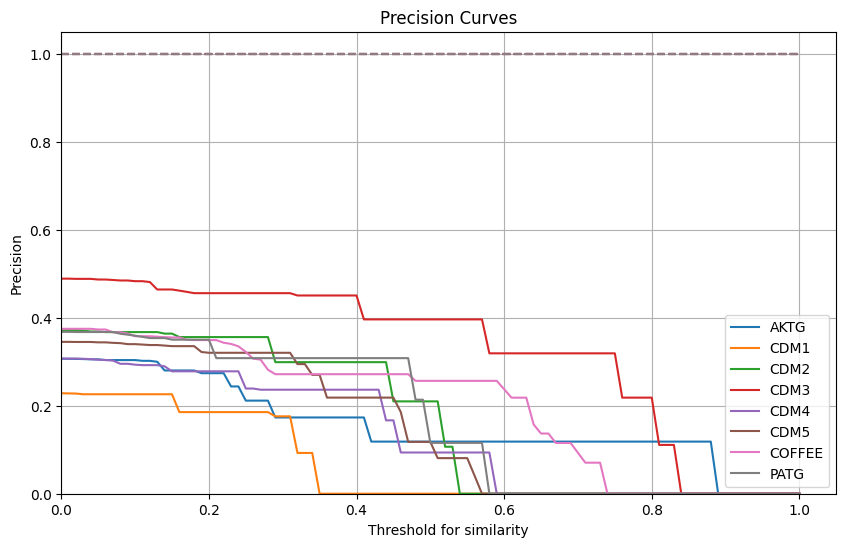 Precision Curves
1.0
0.8
0.6
0.4
0.2
0.0
Precision
0.0 0.2 0.4 0.6 0.8 1.0
Threshold for similarity
AKTG
CDM1
CDM2
CDM3
CDM4
CDM5
COFFEE
PATG